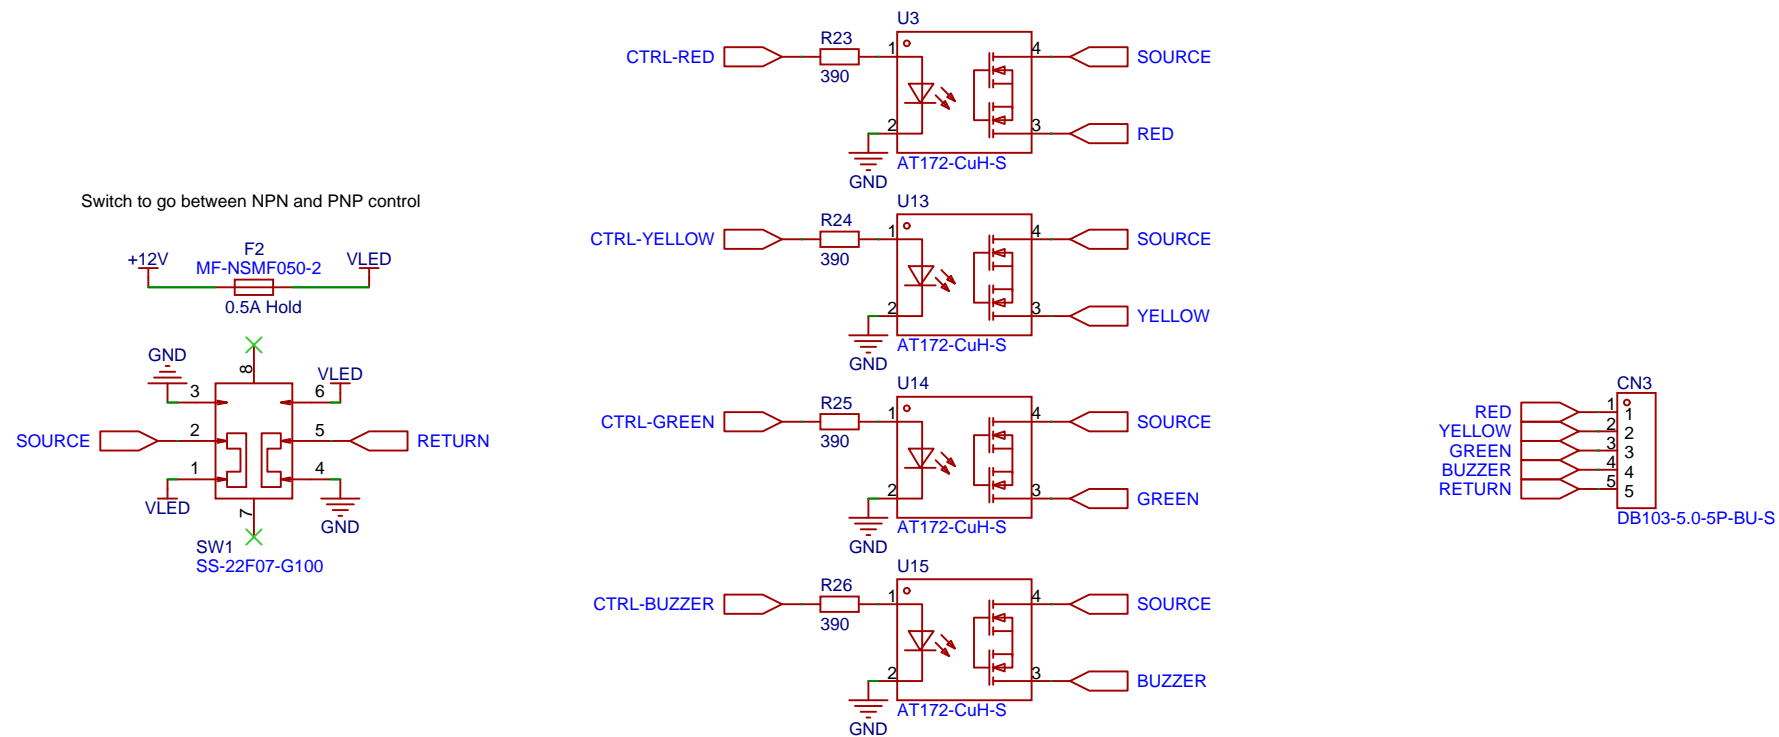 Switch to go between NPN and PNP control
+12V
F2
MF-NSMF050-2
VLED
0.5A Hold
GND
8
VLED
3
6
SOURCE
2
5
RETURN
1
4
VLED
7
GND
SW1
SS-22F07-G100
U3
CTRL-RED
R23
390
1
4
SOURCE
2
3
RED
GND
AT172-CuH-S
U13
CTRL-YELLOW
R24
390
1
4
SOURCE
2
3
YELLOW
GND
AT172-CuH-S
U14
CTRL-GREEN
R25
390
1
4
SOURCE
2
3
GREEN
GND
AT172-CuH-S
U15
CTRL-BUZZER
R26
390
1
4
SOURCE
2
3
BUZZER
GND
AT172-CuH-S
CN3
RED 1 1
YELLOW 2 2
GREEN 3 3
BUZZER 4 4
RETURN 5 5
DB103-5.0-5P-BU-S